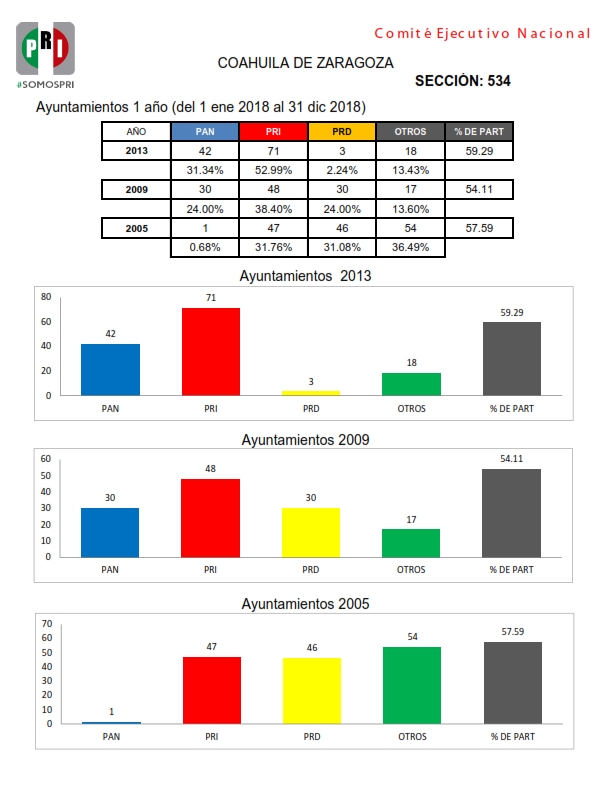 Comité Ejecutivo Nacional
PRI
#SOMOSPRI
COAHUILA DE ZARAGOZA
SECCIÓN: 534
Ayuntamientos 1 año (del 1 ene 2018 al 31 dic 2018)
AÑO PAN PRI PRD OTROS % DE PART
2013 42 71 3 18 59.29
31.34% 52.99% 2.24% 13.43%
2009 30 48 30 17 54.11
24.00% 38.40% 24.00% 13.60%
2005 1 47 46 54 57.59
0.68% 31.76% 31.08% 36.49%
Ayuntamientos 2013
80
60
40
20
0
42 71 3 18 59.29
PAN PRI PRD OTROS % DE PART
Ayuntamientos 2009
60
50
40
30
20
10
0
30 48 30 17 54.11
PAN PRI PRD OTROS % DE PART
Ayuntamientos 2005
70
60
50
40
30
20
10
0
1 47 46 54 57.59
PAN PRI PRD OTROS % DE PART